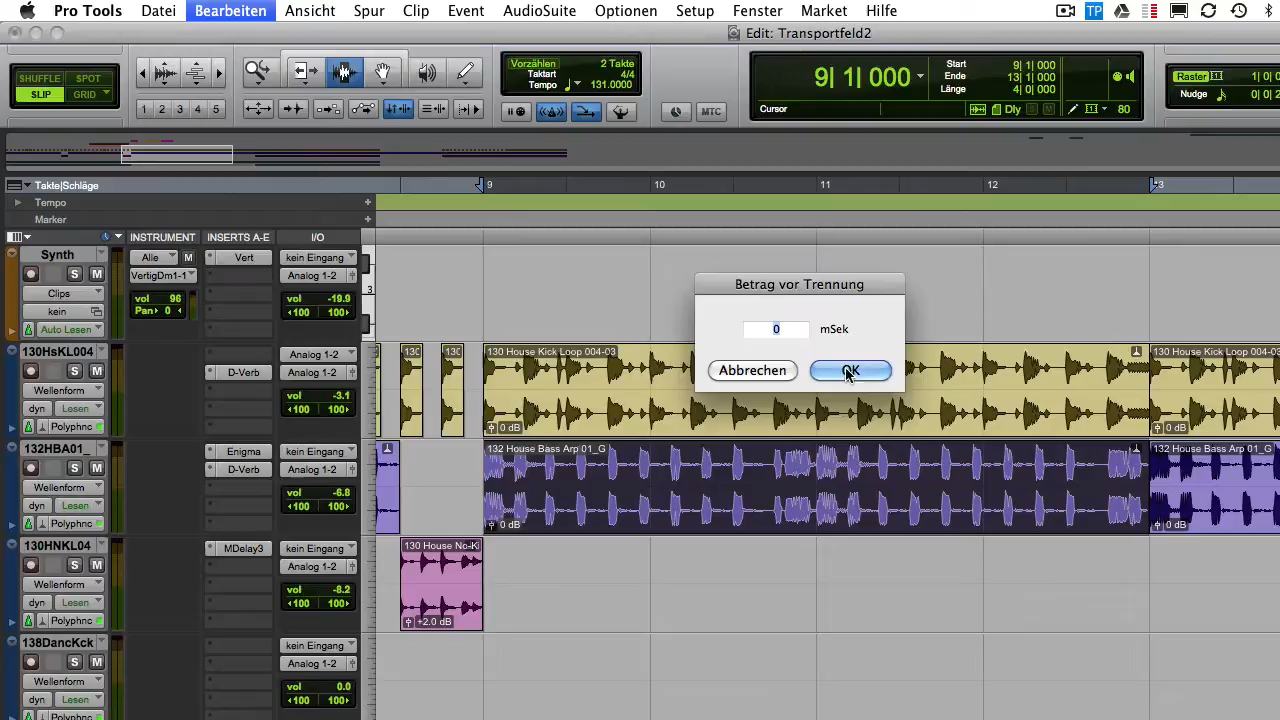 Pro Tools Datei Bearbeiten Ansicht Spur Clip Event AudioSuite Optionen Setup Fenster Market Hilfe
Edit: Transportfeld2
SHUFFLE SPOT
SLIP GRID
1 2 3 4 5
Vorzählen 2 Takte
Taktart 4/4
Tempo 131.0000
MTC
9| 1| 000
Start 9| 1| 000
Ende 13| 1| 000
Länge 4| 0| 000
Cursor
Dly
80
Raster
Nudge
Takte|Schläge
9 10 11 12
Tempo +
Marker +
INSTRUMENT INSERTS A-E I/O
Synth
S M
Clips
kein
Auto Lesen
Alle M
VertigDm1-1
vol 96
Pan 0
Vert
kein Eingang
Analog 1-2
vol -19.9
100 100
3
Betrag vor Trennung
0 mSek
Abbrechen OK
130HsKL004
S M
Wellenform
dyn Lesen
Polyphnc
D-Verb
Analog 1-2
Analog 1-2
vol -3.1
100 100
130 130 130 House Kick Loop 004-03 130 House Kick Loop 004-03
0 dB 0 dB
132HBA01_
S M
Wellenform
dyn Lesen
Polyphnc
Enigma
D-Verb
kein Eingang
Analog 1-2
vol -6.8
100 100
132 House Bass Arp 01_G 132 House Bass Arp 01_G
0 dB 0 dB
130HNKL04
S M
Wellenform
dyn Lesen
Polyphnc
MDelay3
kein Eingang
Analog 1-2
vol -8.2
100 100
130 House No-Ki
+2.0 dB
138DancKck
S M
Wellenform
dyn Lesen
Polyphnc
kein Eingang
Analog 1-2
vol 0.0
100 100